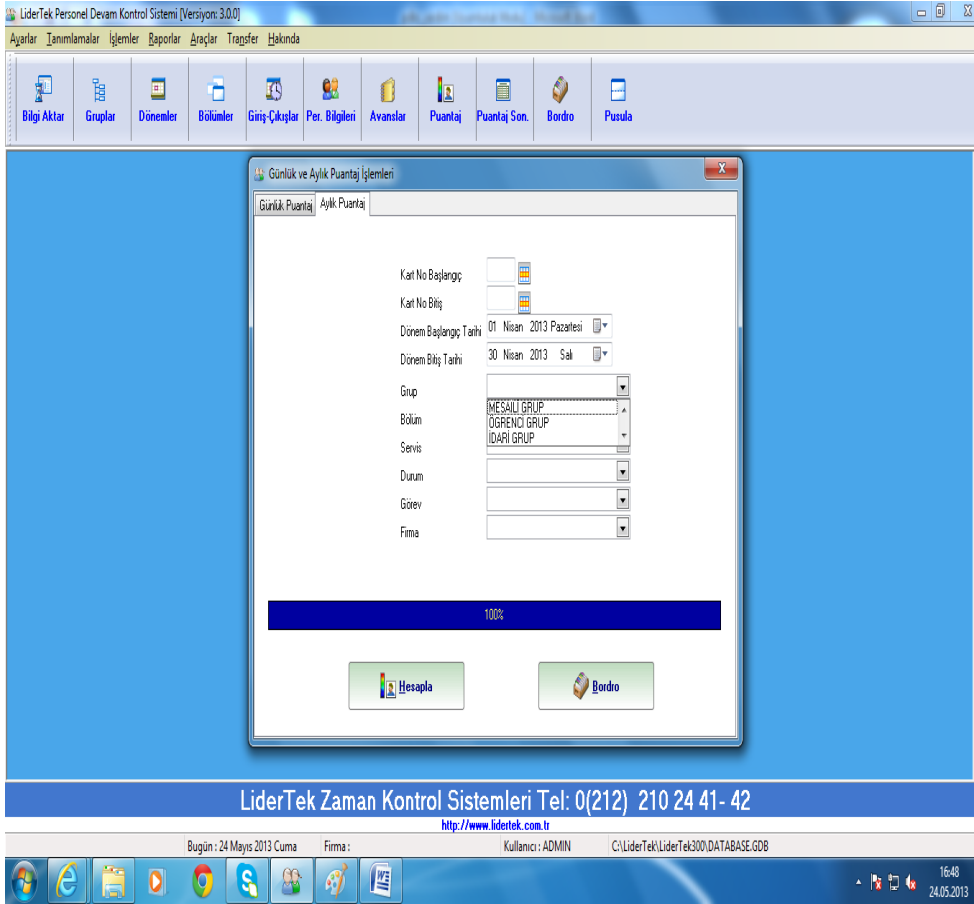 LiderTek Personel Devam Kontrol Sistemi [Versiyon: 3.0.0]
Ayarlar Tanımlamalar İşlemler Raporlar Araçlar Transfer Hakında
Bilgi Aktar Gruplar Dönemler Bölümler Giriş-Çıkışlar Per. Bilgileri Avanslar Puantaj Puantaj Son. Bordro Pusula
Günlük ve Aylık Puantaj İşlemleri
Günlük Puantaj Aylık Puantaj
Kart No Başlangıç
Kart No Bitiş
Dönem Başlangıç Tarihi 01 Nisan 2013 Pazartesi
Dönem Bitiş Tarihi 30 Nisan 2013 Salı
Grup
MESAİLİ GRUP
Bölüm ÖĞRENCİ GRUP
İDARİ GRUP
Servis
Durum
Görev
Firma
100%
Hesapla Bordro
LiderTek Zaman Kontrol Sistemleri Tel: 0(212) 210 24 41- 42
http://www.lidertek.com.tr
Bugün : 24 Mayıs 2013 Cuma Firma : Kullanıcı : ADMIN C:\LiderTek\LiderTek300\DATABASE.GDB
16:48
24.05.2013